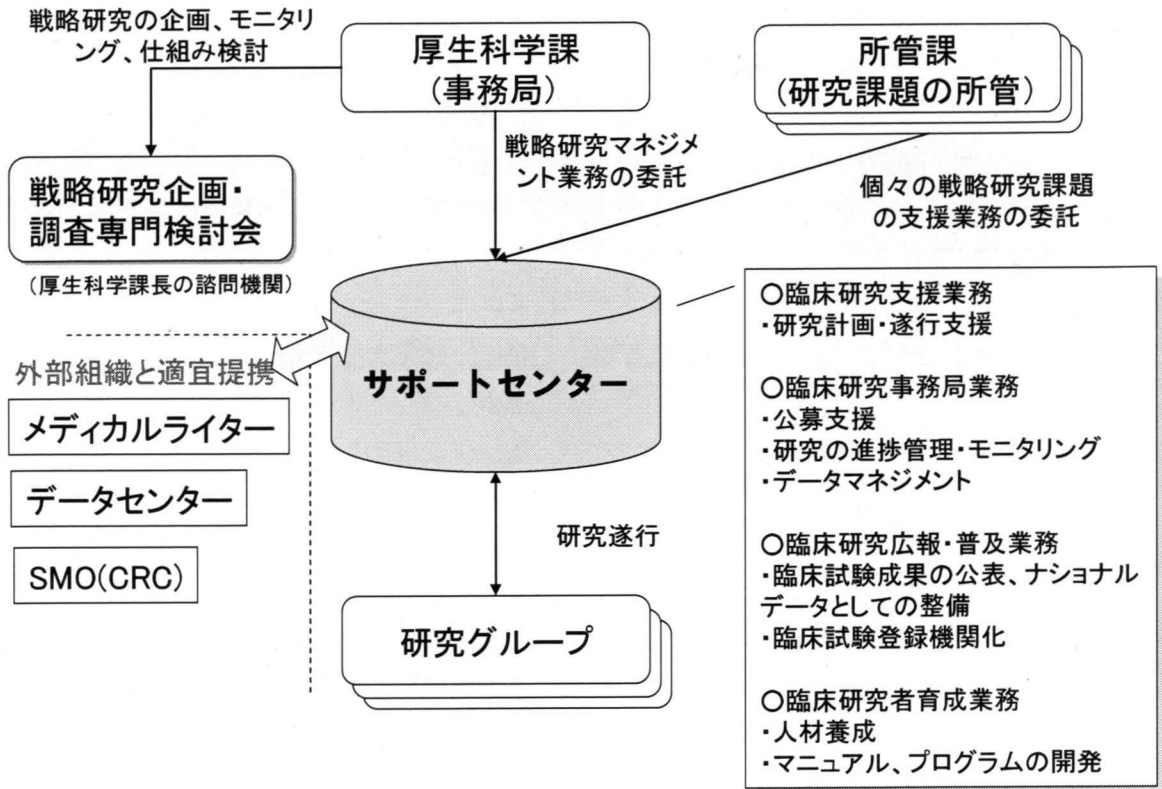 戦略研究の企画、モニタリ
ング、仕組み検討
厚生科学課
(事務局)
所管課
(研究課題の所管)
戦略研究マネジメ
ント業務の委託
個々の戦略研究課題
の支援業務の委託
戦略研究企画・
調査専門検討会
(厚生科学課長の諮問機関)
外部組織と適宜提携
メディカルライター
データセンター
SMO(CRC)
サポートセンター
研究遂行
研究グループ
○臨床研究支援業務
・研究計画・遂行支援
○臨床研究事務局業務
・公募支援
・研究の進捗管理・モニタリング
・データマネジメント
○臨床研究広報・普及業務
・臨床試験成果の公表、ナショナル
データとしての整備
・臨床試験登録機関化
○臨床研究者育成業務
・人材養成
・マニュアル、プログラムの開発